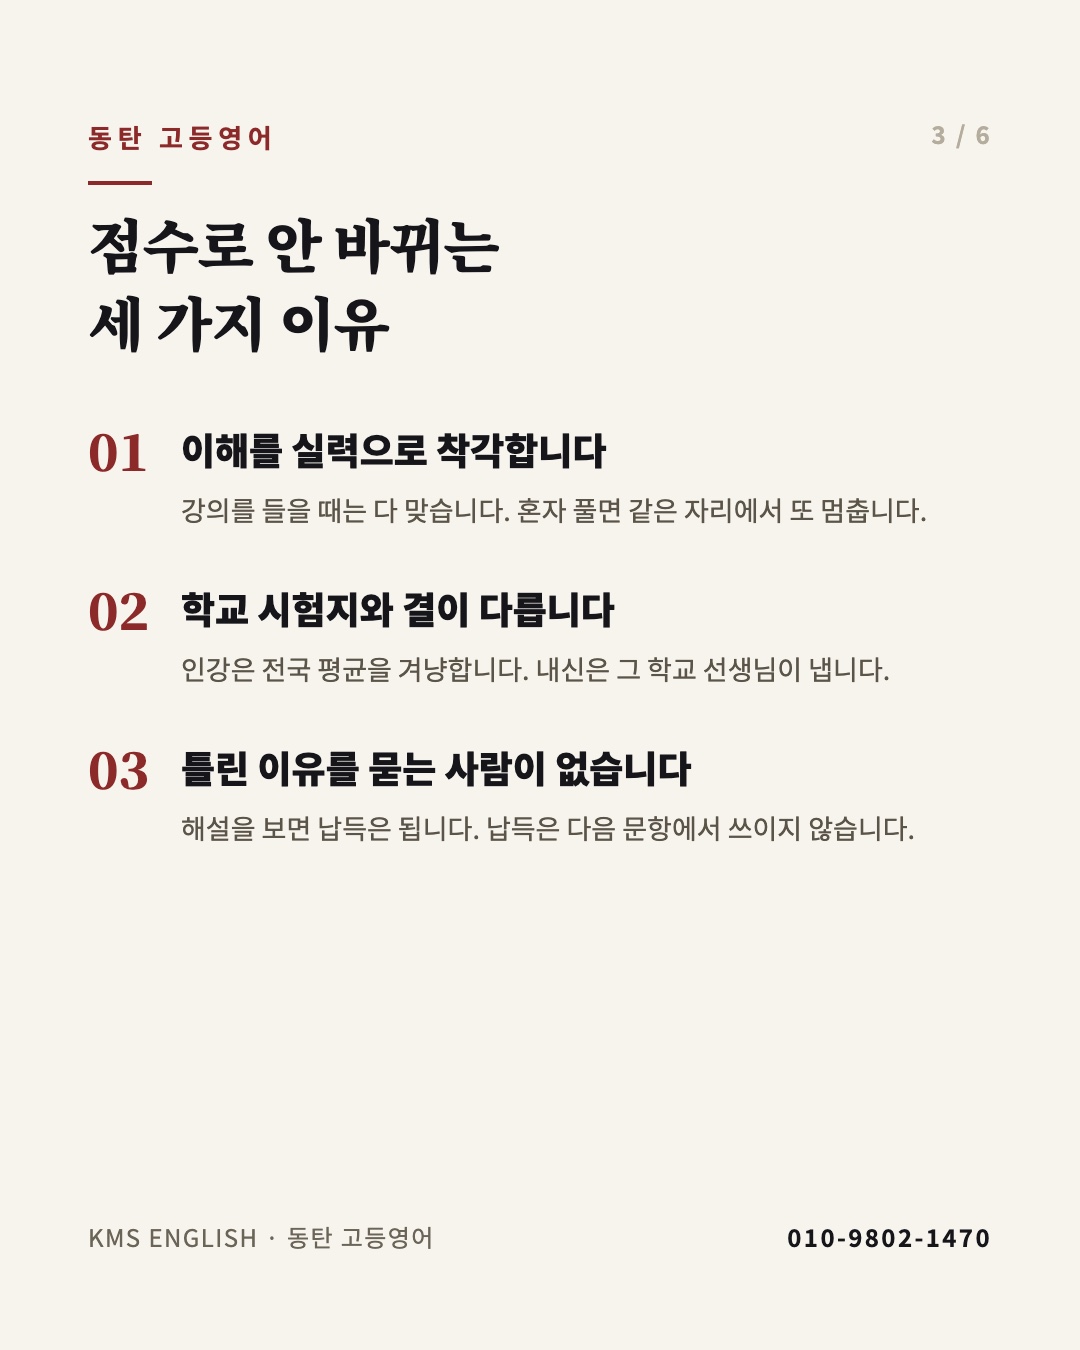 동탄 고등영어
3 / 6
점수로 안 바뀌는
세 가지 이유
01 이해를 실력으로 착각합니다
강의를 들을 때는 다 맞습니다. 혼자 풀면 같은 자리에서 또 멈춥니다.
02 학교 시험지와 결이 다릅니다
인강은 전국 평균을 겨냥합니다. 내신은 그 학교 선생님이 냅니다.
03 틀린 이유를 묻는 사람이 없습니다
해설을 보면 납득은 됩니다. 납득은 다음 문항에서 쓰이지 않습니다.
KMS ENGLISH · 동탄 고등영어
010-9802-1470